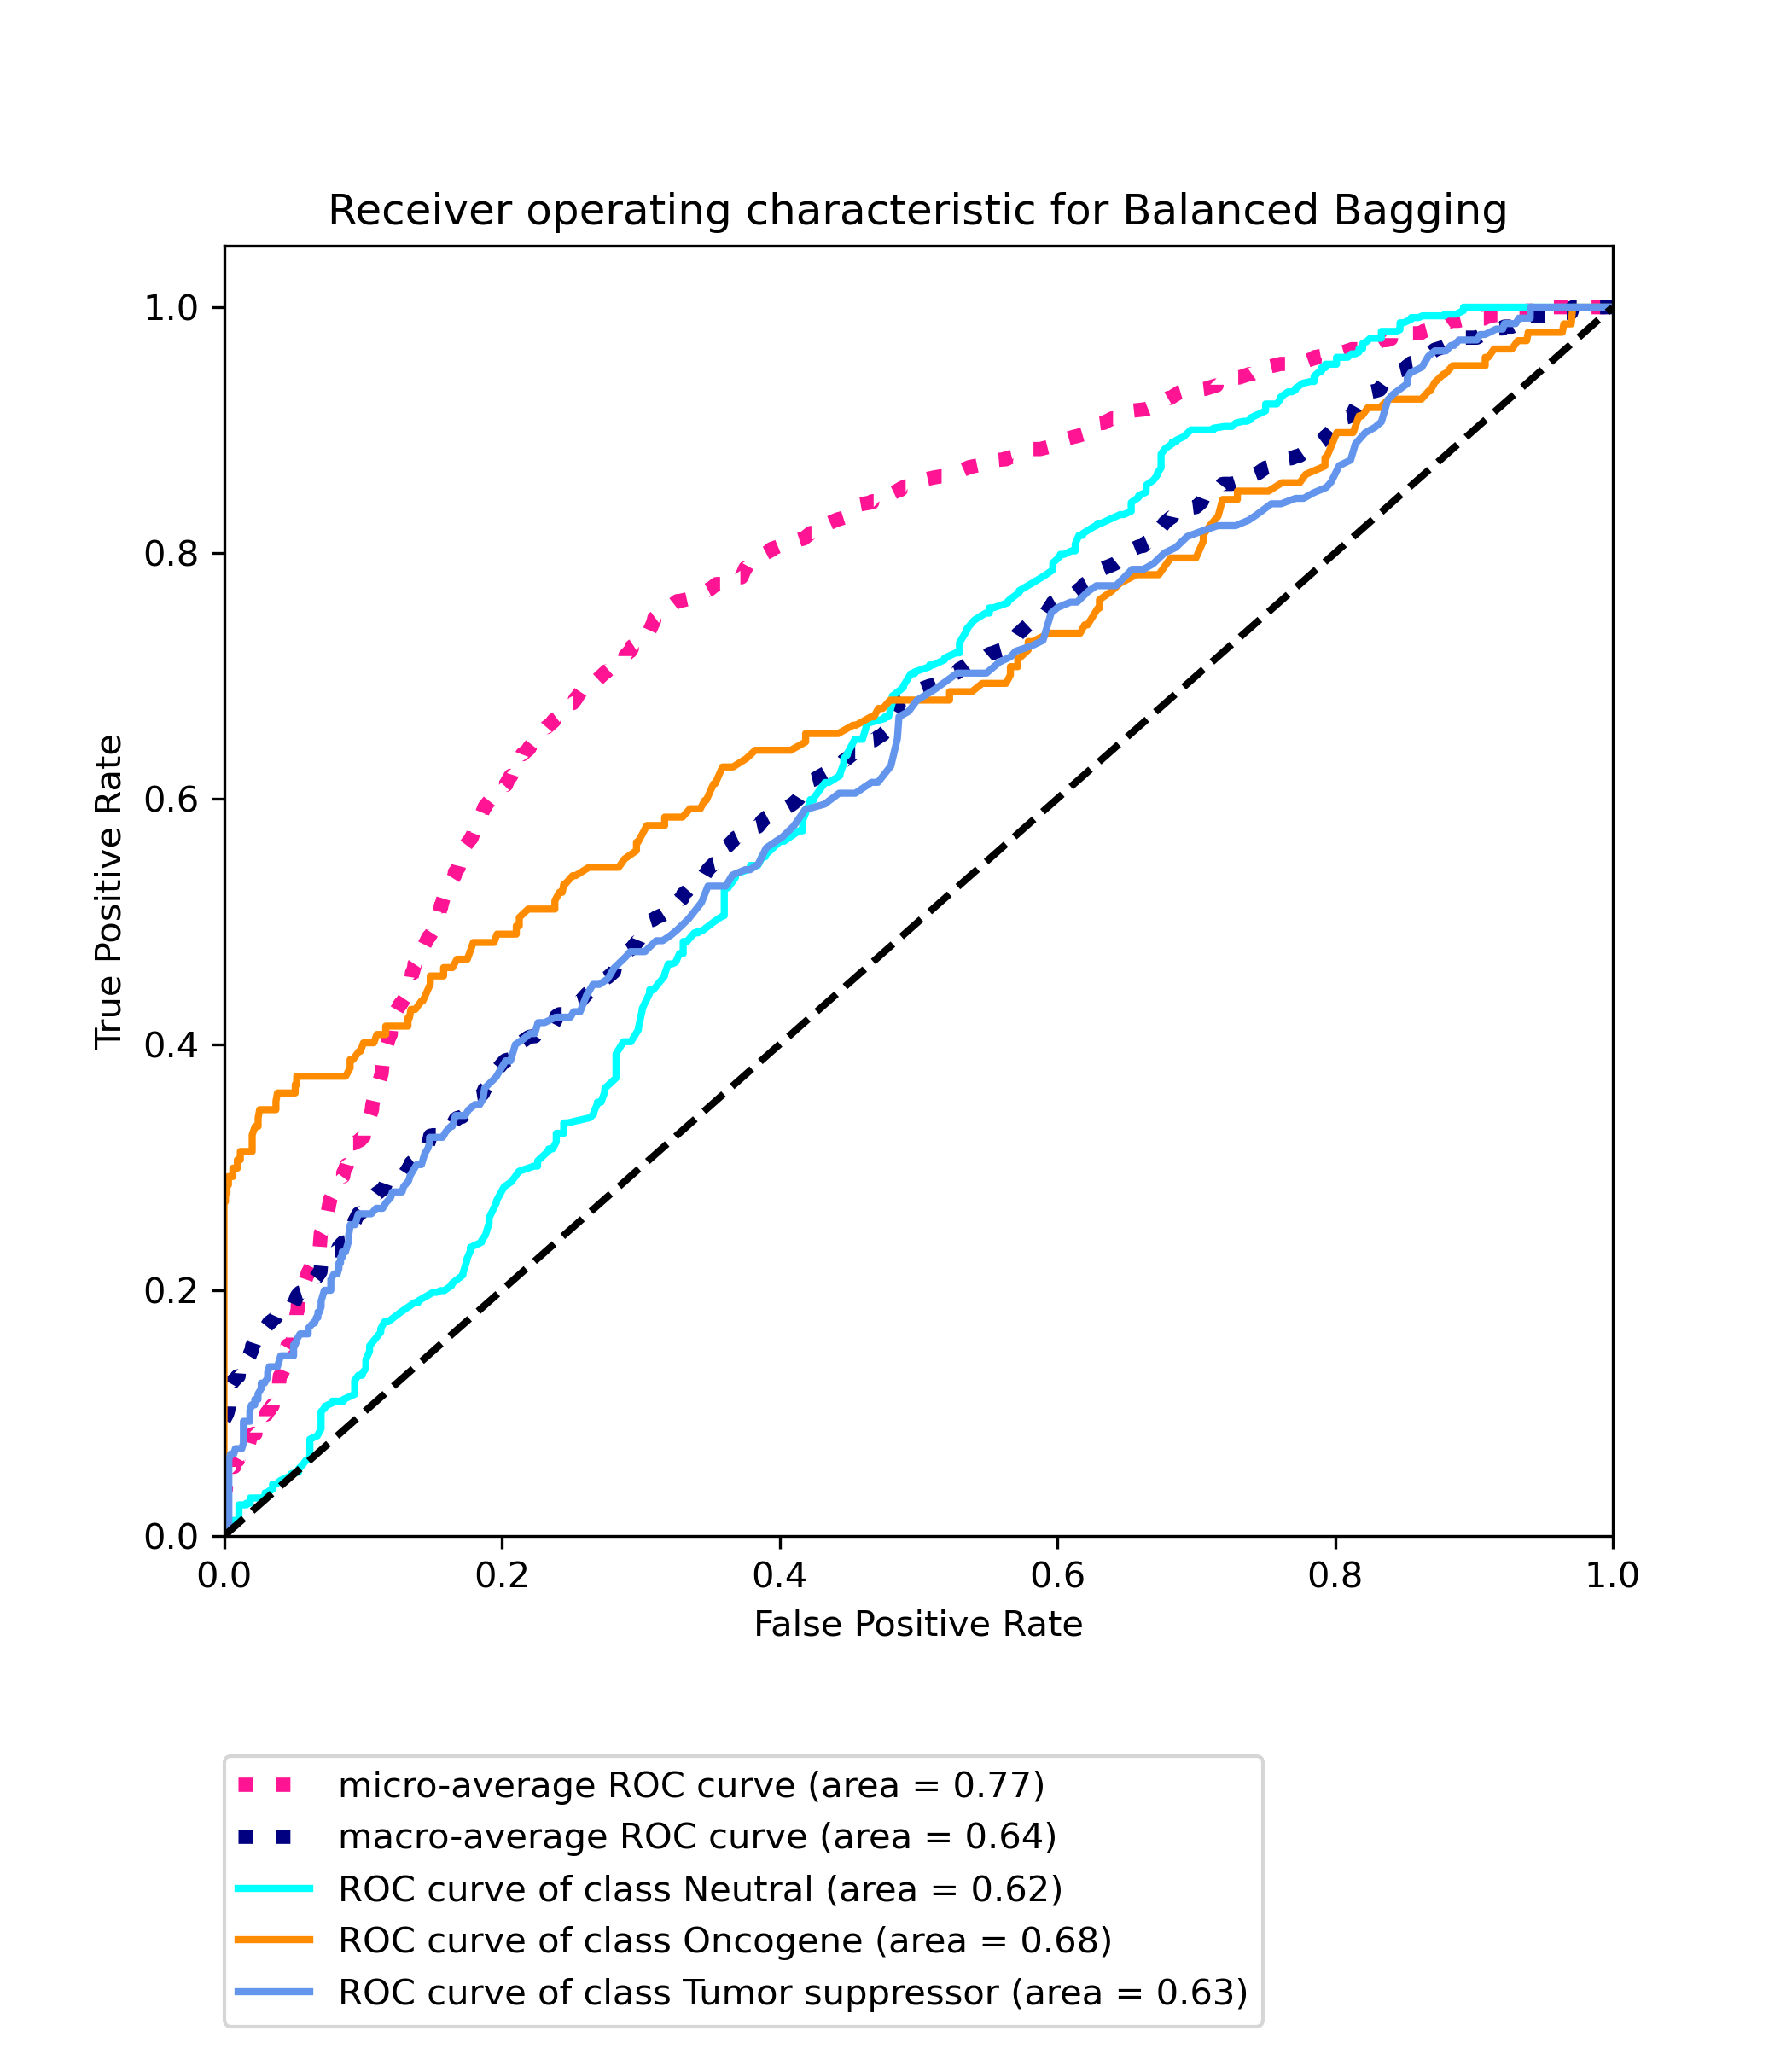 Receiver operating characteristic for Balanced Bagging
1.0
0.8
0.6
0.4
0.2
0.0
True Positive Rate
0.0 0.2 0.4 0.6 0.8 1.0
False Positive Rate
micro-average ROC curve (area = 0.77)
macro-average ROC curve (area = 0.64)
ROC curve of class Neutral (area = 0.62)
ROC curve of class Oncogene (area = 0.68)
ROC curve of class Tumor suppressor (area = 0.63)